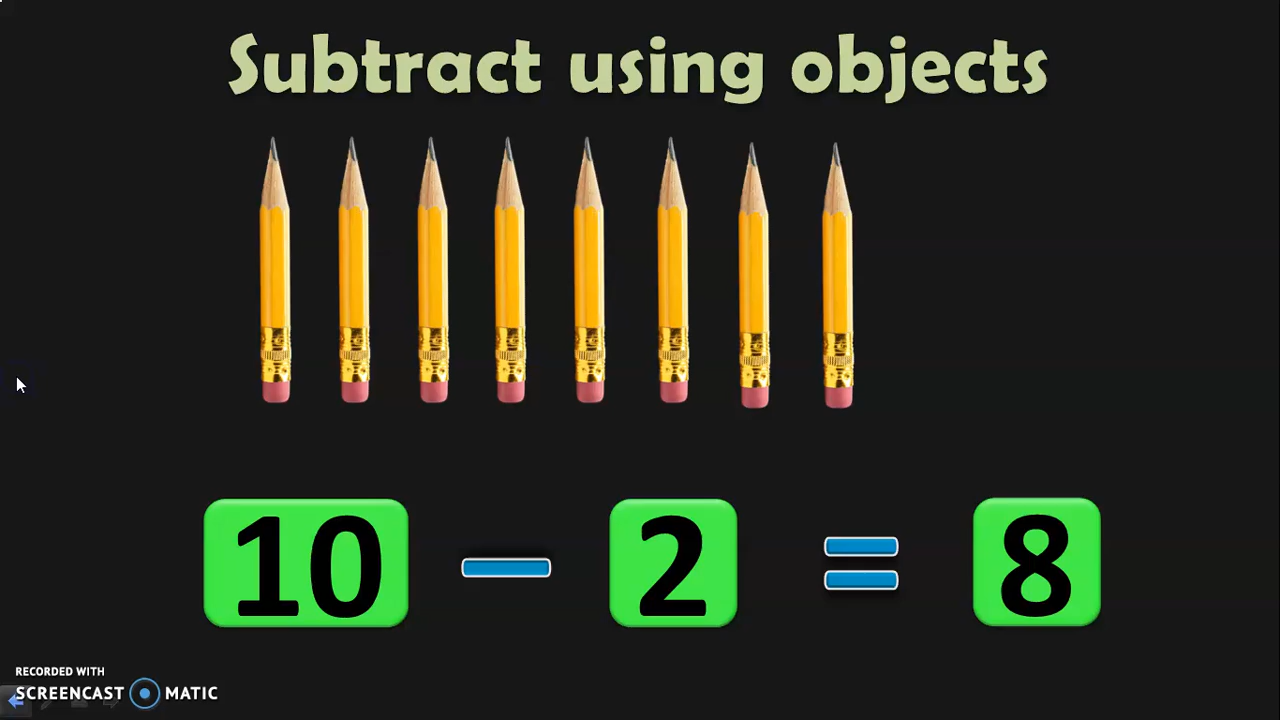 Subtract using objects
10 - 2 = 8
RECORDED WITH
SCREENCAST MATIC